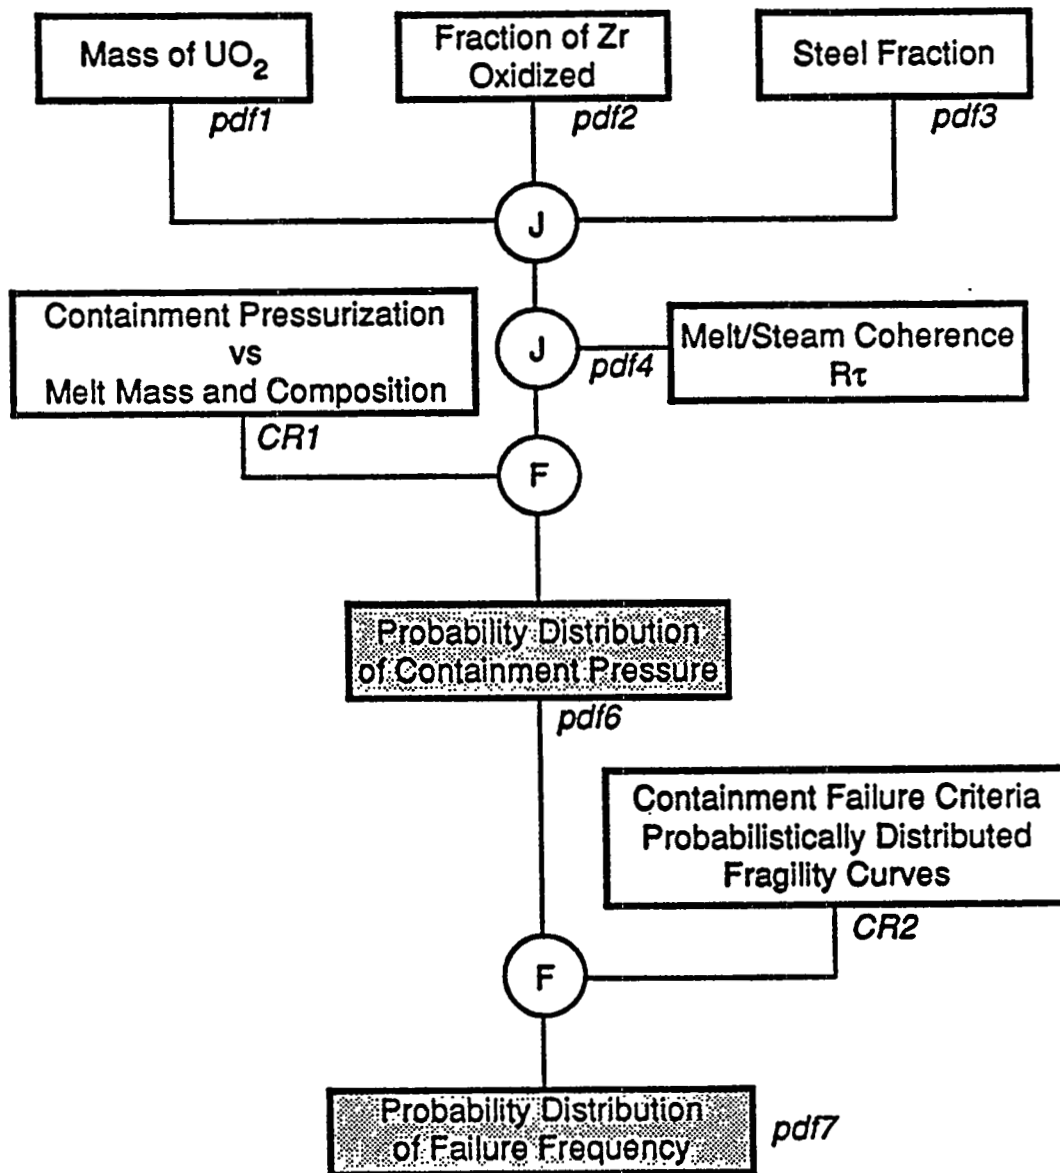 Mass of UO₂
pdf1
Fraction of Zr
Oxidized
pdf2
Steel Fraction
pdf3
J
Containment Pressurization
vs
Melt Mass and Composition
CR1
J
pdf4
Melt/Steam Coherence
Rτ
F
Probability Distribution
of Containment Pressure
pdf6
Containment Failure Criteria
Probabilistically Distributed
Fragility Curves
CR2
F
Probability Distribution
of Failure Frequency
pdf7